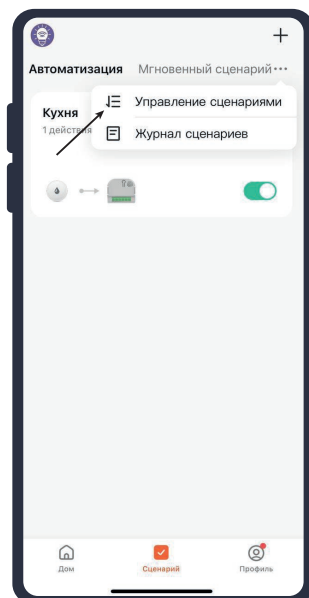 Автоматизация Мгновенный сценарий ...
Управление сценариями
Кухня
1 действия
Журнал сценариев
Дом Сценарий Профиль